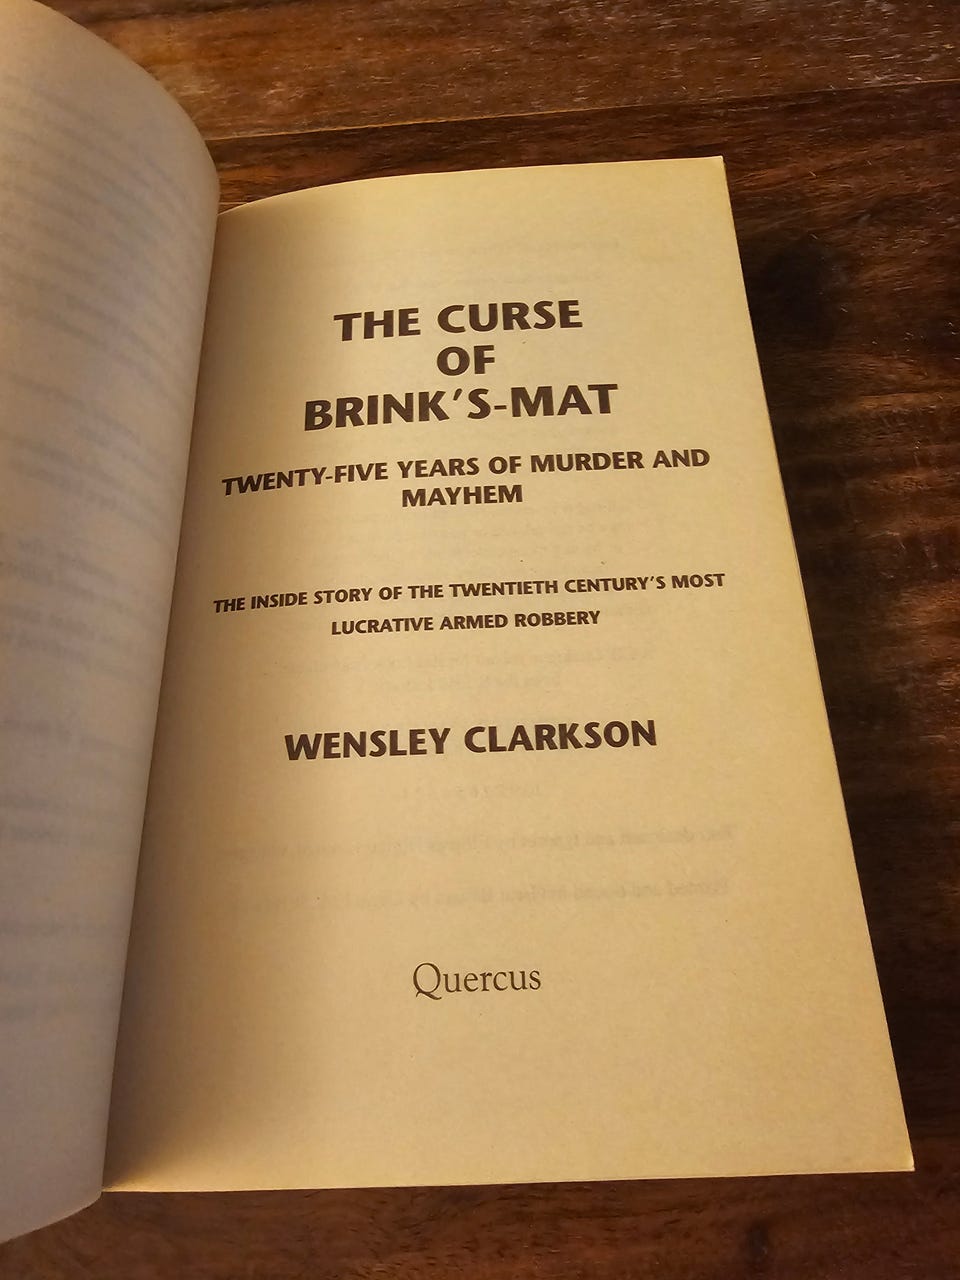 THE CURSE
OF
BRINK'S-MAT
TWENTY-FIVE YEARS OF MURDER AND
MAYHEM
THE INSIDE STORY OF THE TWENTIETH CENTURY'S MOST
LUCRATIVE ARMED ROBBERY
WENSLEY CLARKSON
Quercus